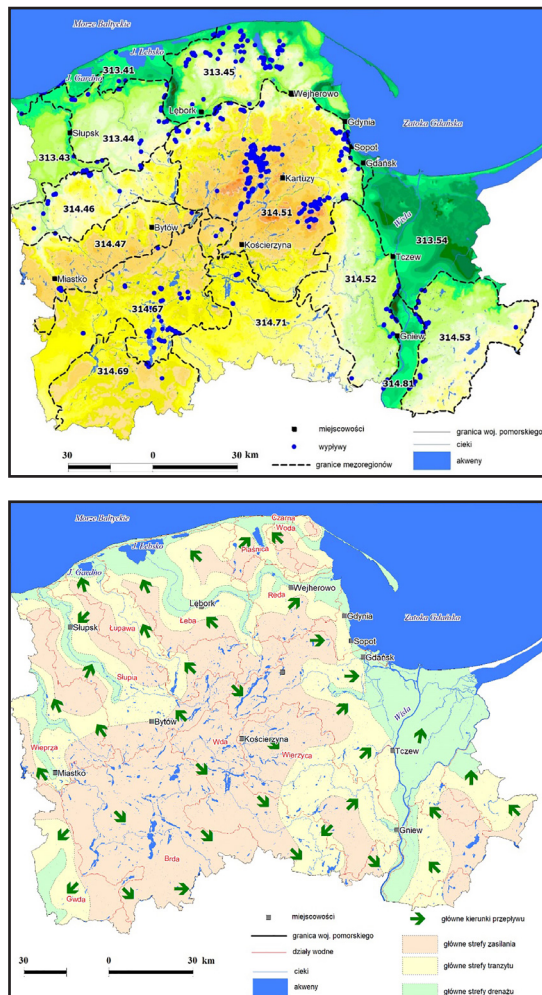 Morze Bałtyckie
J. Łebsko
J. Gardno
313.41
313.45
Wejherowo
Lębork
Gdynia
Zatoka Gdańska
Słupsk
313.44
Sopot
Gdańsk
313.43
Kartuzy
314.46
314.51
Wisła
Bytów
314.47
Kościerzyna
313.54
Tczew
Miastko
314.52
314.67
314.71
314.53
Gniew
314.69
314.81
miejscowości
wypływy
granice mezoregionów
granica woj. pomorskiego
cieki
akweny
30 0 30 km
Morze Bałtyckie
Czarna
Woda
J. Łebsko
Piaśnica
J. Gardno
Wejherowo
Reda
Lębork
Łeba
Gdynia
Zatoka Gdańska
Słupsk
Łupawa
Sopot
Gdańsk
Słupia
Wisła
Bytów
Wda
Kościerzyna
Wieprza
Wierzyca
Tczew
Miastko
Gniew
Brda
Gwda
miejscowości
granica woj. pomorskiego
działy wodne
cieki
akweny
główne kierunki przepływu
główne strefy zasilania
główne strefy tranzytu
główne strefy drenażu
30 0 30 km